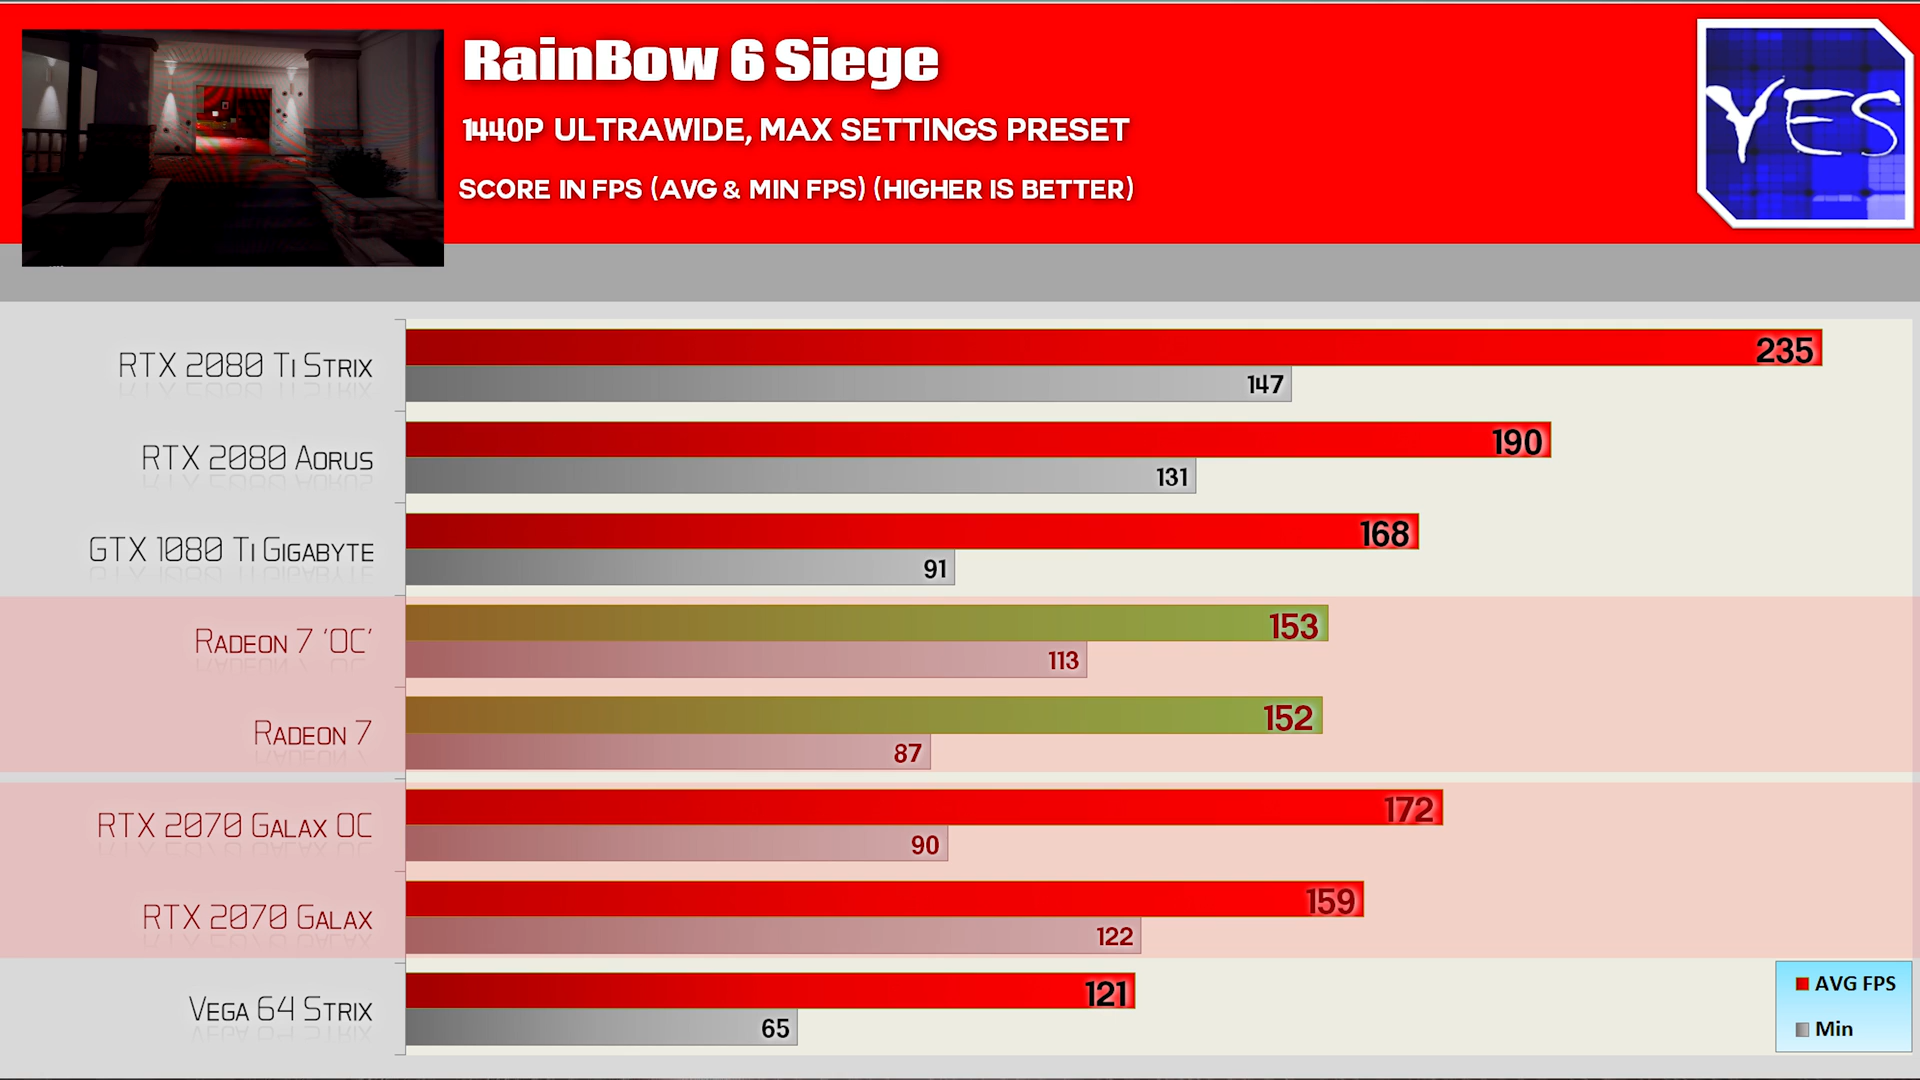 RainBow 6 Siege
1440P ULTRAWIDE, MAX SETTINGS PRESET
SCORE IN FPS (AVG & MIN FPS) (HIGHER IS BETTER)
YES
RTX 2080 Ti Strix
235
147
RTX 2080 Aorus
190
131
GTX 1080 Ti Gigabyte
168
91
Radeon 7 'OC'
153
113
Radeon 7
152
87
RTX 2070 Galax OC
172
90
RTX 2070 Galax
159
122
Vega 64 Strix
121
65
AVG FPS
Min